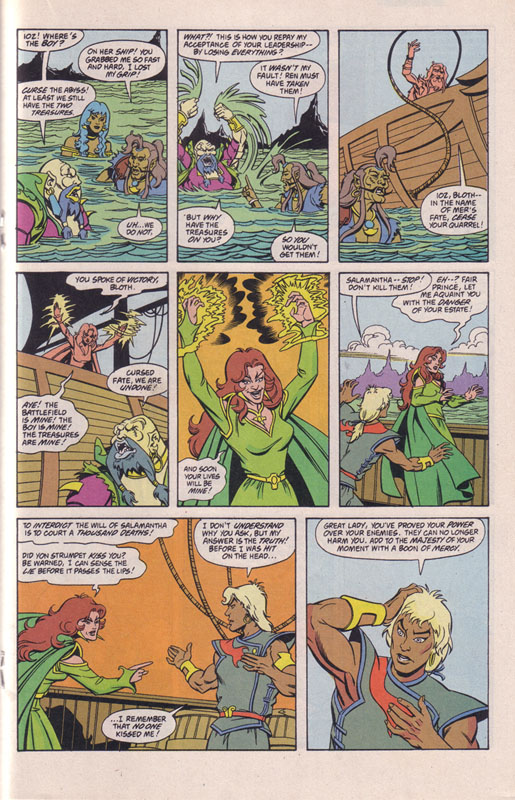 IOZ! WHERE'S
THE BOY?
ON HER SHIP! YOU
GRABBED ME SO FAST
AND HARD, I LOST
MY GRIP!
CURSE THE ABYSS!
AT LEAST WE STILL
HAVE THE TWO
TREASURES.
UH...WE
DO NOT.
WHAT?! THIS IS HOW YOU REPAY MY
ACCEPTANCE OF YOUR LEADERSHIP--
BY LOSING EVERYTHING?
IT WASN'T MY
FAULT! REN MUST
HAVE TAKEN
THEM!
BUT WHY
HAVE THE
TREASURES
ON YOU?
SO YOU
WOULDN'T
GET THEM!
IOZ, BLOTH--
IN THE NAME
OF MER'S
FATE, CEASE
YOUR QUARREL!
YOU SPOKE OF VICTORY,
BLOTH.
CURSED
FATE, WE ARE
UNDONE!
AYE! THE
BATTLEFIELD
IS MINE! THE
BOY IS MINE!
THE TREASURES
ARE MINE!
AND SOON
YOUR LIVES
WILL BE
MINE!
SALAMANTHA--STOP!
DON'T KILL THEM!
EH--? FAIR
PRINCE, LET
ME AQUAINT YOU
WITH THE DANGER
OF YOUR ESTATE!
TO INTERDICT THE WILL OF SALAMANTHA
IS TO COURT A THOUSAND DEATHS!
DID YON STRUMPET KISS YOU?
BE WARNED, I CAN SENSE THE
LIE BEFORE IT PASSES THE LIPS!
I DON'T UNDERSTAND
WHY YOU ASK, BUT MY
ANSWER IS THE TRUTH!
BEFORE I WAS HIT
ON THE HEAD...
...I REMEMBER
THAT NO ONE
KISSED ME!
GREAT LADY, YOU'VE PROVED YOUR POWER
OVER YOUR ENEMIES. THEY CAN NO LONGER
HARM YOU. ADD TO THE MAJESTY OF YOUR
MOMENT WITH A BOON OF MERCY.